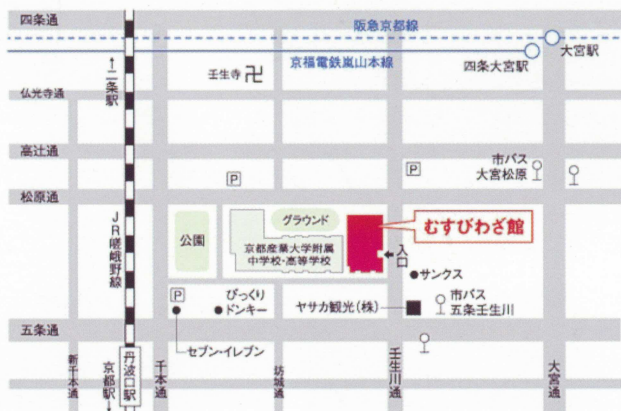 四条通
阪急京都線
大宮駅
京福電鉄嵐山本線
四条大宮駅
↑二条駅
壬生寺卍
仏光寺通
高辻通
P
市バス
大宮松原
P
松原通
JR嵯峨野線
公園
グラウンド
京都産業大学附属
中学校・高等学校
むすびわざ館
入口
サンクス
P
びっくり
ドンキー
ヤサカ観光(株)
市バス
五条壬生川
五条通
セブン-イレブン
新千本通
京都駅↓
丹波口駅
千本通
坊城通
壬生川通
大宮通